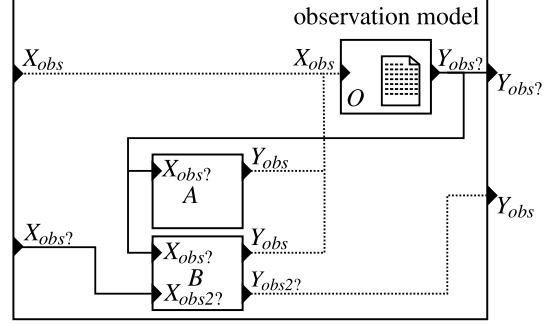 observation model
X_obs
X_obs
Y_obs?
O
Y_obs?
X_obs?
A
Y_obs
Y_obs
X_obs?
Y_obs
X_obs?
B
X_obs2?
Y_obs2?